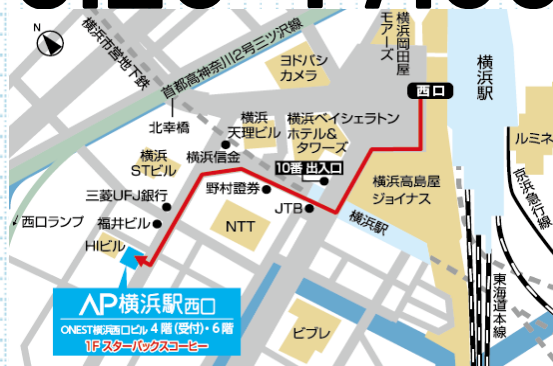 N
横浜市営地下鉄
首都高神奈川2号三ツ沢線
ヨドバシ
カメラ
横浜岡田屋
モアーズ
西口
横浜駅
北幸橋
横浜
天理ビル
横浜ベイシェラトン
ホテル&
タワーズ
ルミネ
横浜
STビル
横浜信金
10番 出入口
京浜急行線
三菱UFJ銀行
野村證券
横浜高島屋
ジョイナス
西口ランプ
福井ビル
JTB
横浜駅
NTT
HIビル
東海道本線
AP横浜駅西口
ONEST横浜西口ビル 4階(受付)・6階
1F スターバックスコーヒー
ビブレ